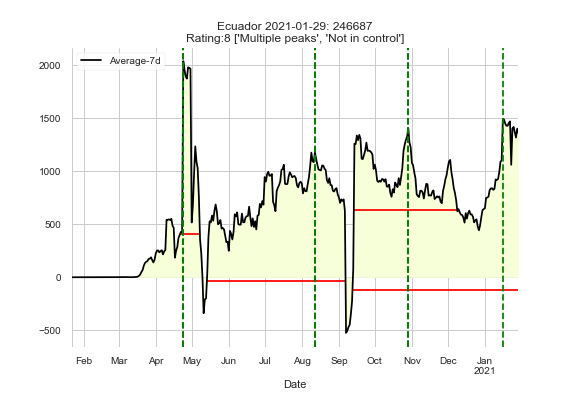 Ecuador 2021-01-29: 246687
Rating:8 ['Multiple peaks', 'Not in control']
Average-7d
2000
1500
1000
500
0
−500
Feb Mar Apr May Jun Jul Aug Sep Oct Nov Dec Jan
2021
Date